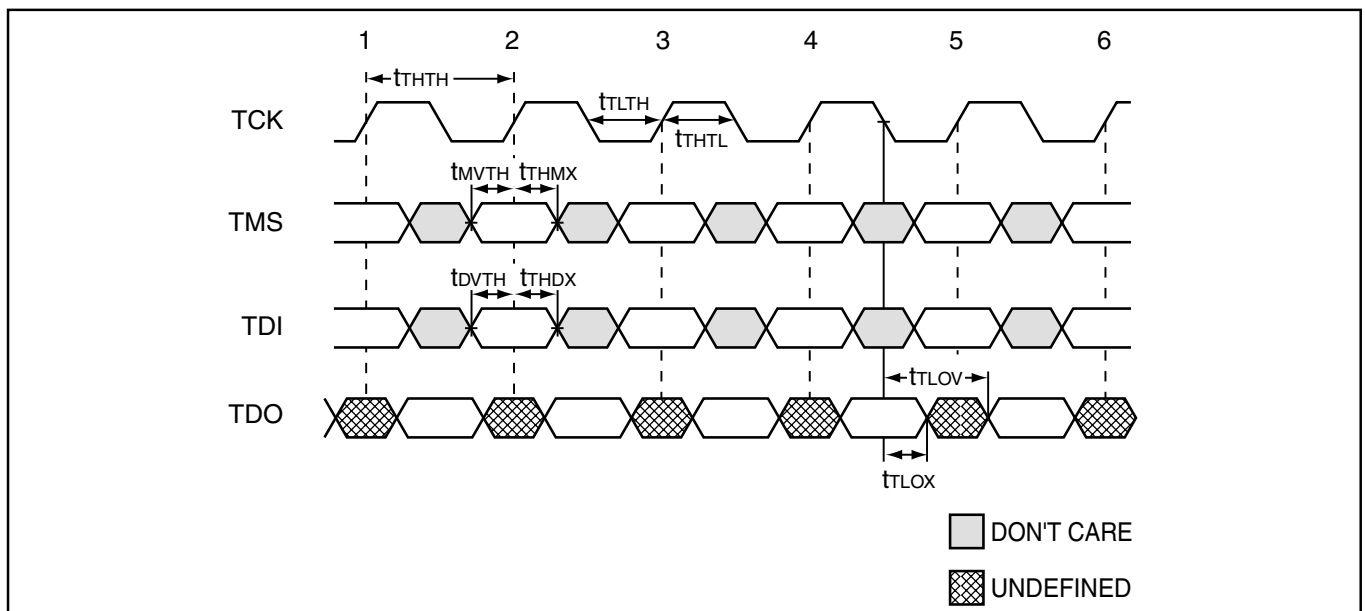 1 2 3 4 5 6
tTHTH
TCK
tTLTH
tTHTL
tMVTH tTHMX
TMS
tDVTH tTHDX
TDI
tTLOV
TDO
tTLOX
DON'T CARE
UNDEFINED